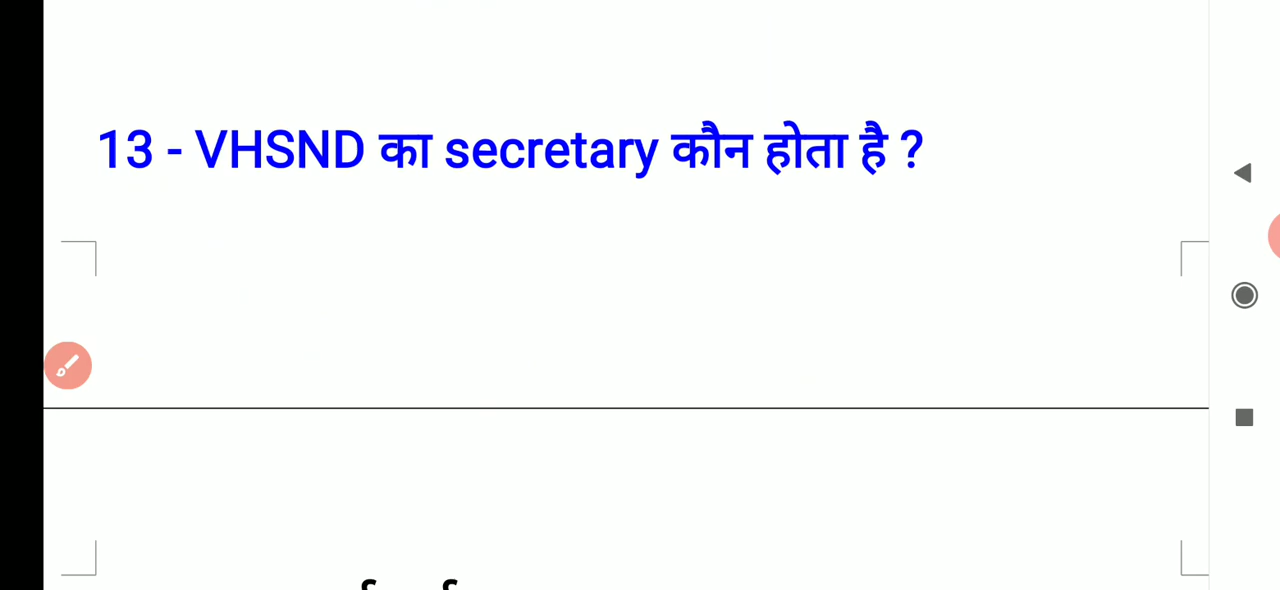 13 - VHSND का secretary कौन होता है ?